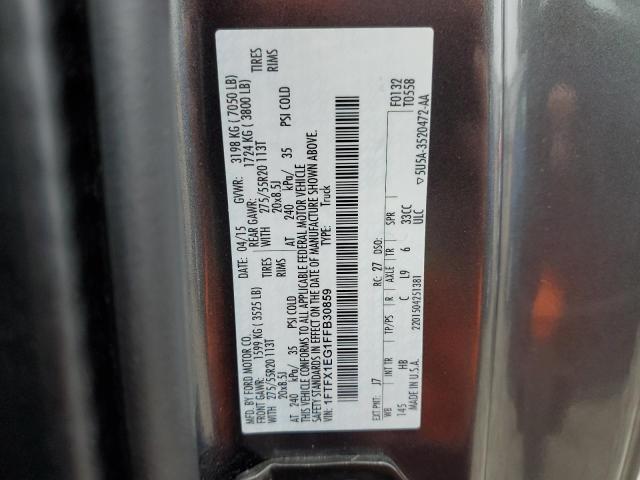 MFD. BY FORD MOTOR CO.
DATE: 04/15 GVWR: 3198 KG ( 7050 LB)
FRONT GAWR: 1599 KG ( 3525 LB) REAR GAWR: 1724 KG ( 3800 LB)
275/55R20 113T TIRES WITH 275/55R20 113T TIRES
20x8.5J RIMS 20x8.5J RIMS
AT 240 kPa/ 35 PSI COLD AT 240 kPa/ 35 PSI COLD
THIS VEHICLE CONFORMS TO ALL APPLICABLE FEDERAL MOTOR VEHICLE
SAFETY STANDARDS IN EFFECT ON THE DATE OF MANUFACTURE SHOWN ABOVE.
VIN: 1FTFX1EG1FFB30859 TYPE: Truck
F0132
T0558
EXT PNT: J7 RC: 27 DSO:
WB INT TR TP/PS R AXLE TR SPR
145 HB C L9 6 33CC
MADE IN U.S.A. 2201504251381 ULC
▽ 5U5A-3520472-AA